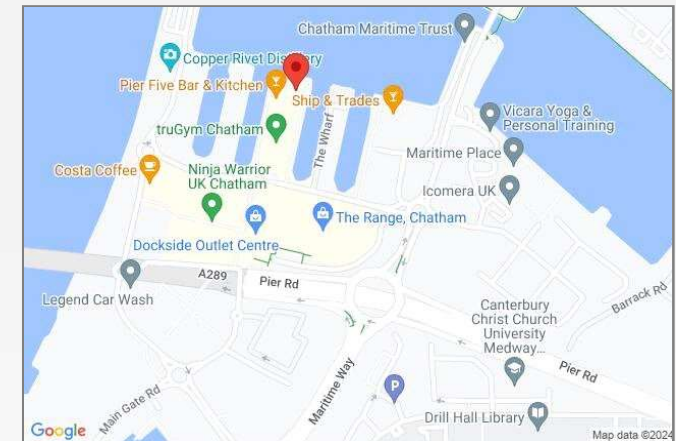 Chatham Maritime Trust
Copper Rivet Distillery
Pier Five Bar & Kitchen
Ship & Trades
Vicara Yoga &
Personal Training
truGym Chatham
The Wharf
Maritime Place
Costa Coffee
Ninja Warrior
UK Chatham
Icomera UK
The Range, Chatham
Dockside Outlet Centre
A289
Pier Rd
Legend Car Wash
Barrack Rd
Canterbury
Christ Church
University
Medway...
Pier Rd
Maritime Way
P
Main Gate Rd
Drill Hall Library
Google
Map data ©2024